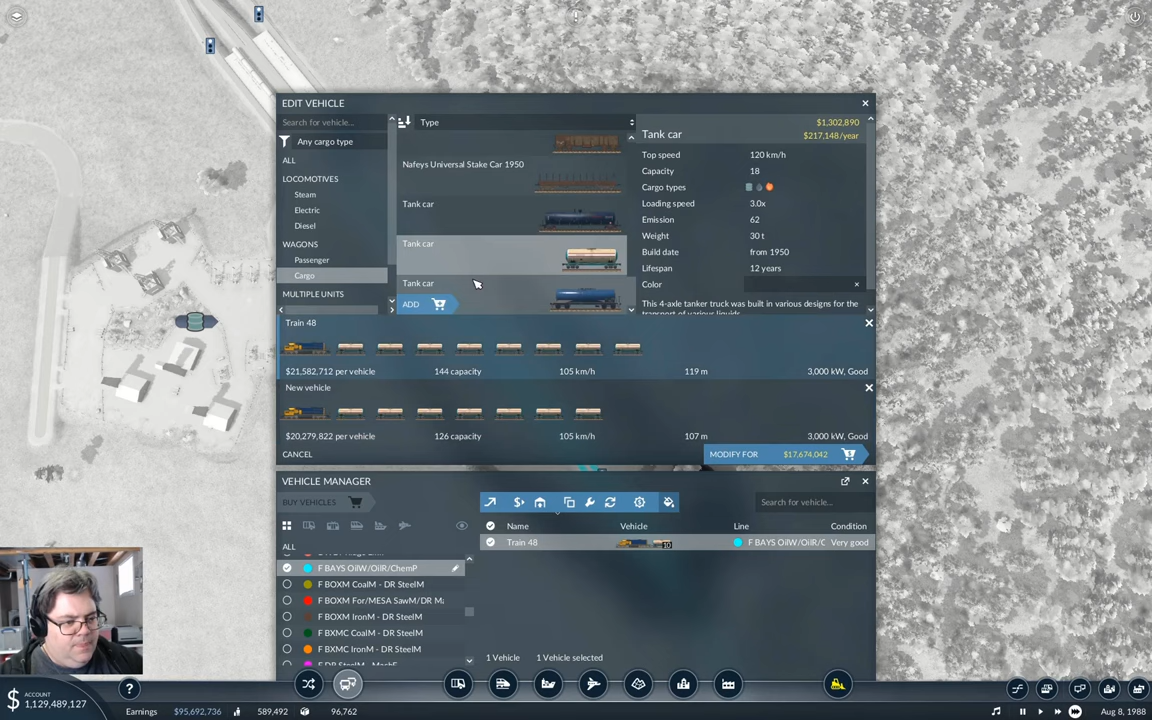 EDIT VEHICLE
Search for vehicle...
Any cargo type
ALL
LOCOMOTIVES
Steam
Electric
Diesel
WAGONS
Passenger
Cargo
MULTIPLE UNITS
Type
Nafeys Universal Stake Car 1950
Tank car
Tank car
Tank car
ADD
$1,302,890
Tank car
$217,148/year
Top speed 120 km/h
Capacity 18
Cargo types
Loading speed 3.0x
Emission 62
Weight 30 t
Build date from 1950
Lifespan 12 years
Color
This 4-axle tanker truck was built in various designs for the
transport of various liquids.
Train 48
$21,582,712 per vehicle 144 capacity 105 km/h 119 m 3,000 kW, Good
New vehicle
$20,279,822 per vehicle 126 capacity 105 km/h 107 m 3,000 kW, Good
CANCEL
MODIFY FOR $17,674,042
VEHICLE MANAGER
BUY VEHICLES
Search for vehicle...
ALL
F BAYS OilW/OilR/ChemP
F BOXM CoalM - DR SteelM
F BOXM For/MESA SawM/DR Ma
F BOXM IronM - DR SteelM
F BXMC CoalM - DR SteelM
F BXMC IronM - DR SteelM
Name Vehicle Line Condition
Train 48 10 F BAYS OilW/OilR/C Very good
1 Vehicle 1 Vehicle selected
ACCOUNT
1,129,489,127
Earnings $95,692,736 589,492 96,762
Aug 8, 1988